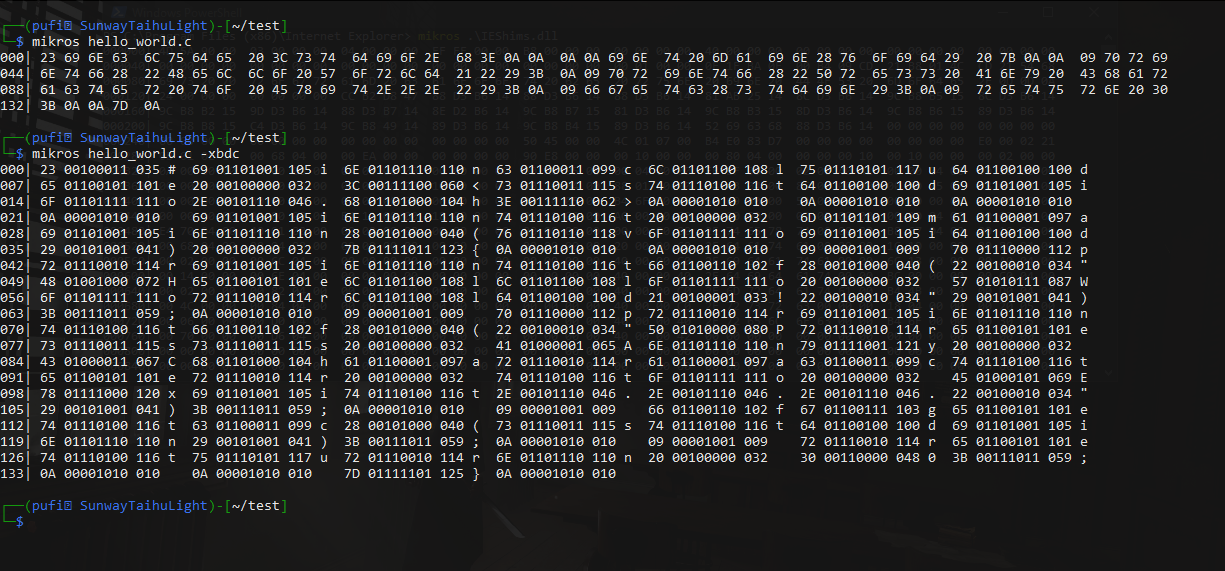 ┌──(pufi SunwayTaihuLight)-[~/test]
└─$ mikros hello_world.c
000| 23 69 6E 63  6C 75 64 65  20 3C 73 74  64 69 6F 2E  68 3E 0A 0A  0A 0A 69 6E  74 20 6D 61  69 6E 28 76  6F 69 64 29  20 7B 0A 0A  09 70 72 69
044| 6E 74 66 28  22 48 65 6C  6C 6F 20 57  6F 72 6C 64  21 22 29 3B  0A 09 70 72  69 6E 74 66  28 22 50 72  6F 65 73 73  20 41 6E 79  20 43 68 61 72
088| 61 63 74 65  72 20 74 6F  20 45 78 69  74 2E 2E 2E  22 29 3B 0A  09 66 67 65  74 63 28 73  74 64 69 6E  29 3B 0A 09  72 65 74 75  72 6E 20 30
132| 3B 0A 0A 7D  0A
┌──(pufi SunwayTaihuLight)-[~/test]
└─$ mikros hello_world.c -xbdc
000| 23 00100011 035 #  69 01101001 105 i  6E 01101110 110 n  63 01100011 099 c  6C 01101100 108 l  75 01110101 117 u  64 01100100 100 d
007| 65 01100101 101 e  20 00100000 032    3C 00111100 060 <  73 01110011 115 s  74 01110100 116 t  64 01100100 100 d  69 01101001 105 i
014| 6F 01101111 111 o  2E 00101110 046 .  68 01101000 104 h  3E 00111110 062 >  0A 00001010 010    0A 00001010 010    0A 00001010 010
021| 0A 00001010 010    69 01101001 105 i  6E 01101110 110 n  74 01110100 116 t  20 00100000 032    6D 01101101 109 m  61 01100001 097 a
028| 69 01101001 105 i  6E 01101110 110 n  28 00101000 040 (  76 01110110 118 v  6F 01101111 111 o  69 01101001 105 i  64 01100100 100 d
035| 29 00101001 041 )  20 00100000 032    7B 01111011 123 {  0A 00001010 010    0A 00001010 010    09 00001001 009    70 01110000 112 p
042| 72 01110010 114 r  69 01101001 105 i  6E 01101110 110 n  74 01110100 116 t  66 01100110 102 f  28 00101000 040 (  22 00100010 034 "
049| 48 01001000 072 H  65 01100101 101 e  6C 01101100 108 l  6C 01101100 108 l  6F 01101111 111 o  20 00100000 032    57 01010111 087 W
056| 6F 01101111 111 o  72 01110010 114 r  6C 01101100 108 l  64 01100100 100 d  21 00100001 033 !  22 00100010 034 "  29 00101001 041 )
063| 3B 00111011 059 ;  0A 00001010 010    09 00001001 009    70 01110000 112 p  72 01110010 114 r  69 01101001 105 i  6E 01101110 110 n
070| 74 01110100 116 t  66 01100110 102 f  28 00101000 040 (  22 00100010 034 "  50 01010000 080 P  72 01110010 114 r  65 01100101 101 e
077| 73 01110011 115 s  73 01110011 115 s  20 00100000 032    41 01000001 065 A  6E 01101110 110 n  79 01111001 121 y  20 00100000 032
084| 43 01000011 067 C  68 01101000 104 h  61 01100001 097 a  72 01110010 114 r  61 01100001 097 a  63 01100011 099 c  74 01110100 116 t
091| 65 01100101 101 e  72 01110010 114 r  20 00100000 032    74 01110100 116 t  6F 01101111 111 o  20 00100000 032    45 01000101 069 E
098| 78 01111000 120 x  69 01101001 105 i  74 01110100 116 t  2E 00101110 046 .  2E 00101110 046 .  2E 00101110 046 .  22 00100010 034 "
105| 29 00101001 041 )  3B 00111011 059 ;  0A 00001010 010    09 00001001 009    66 01100110 102 f  67 01100111 103 g  65 01100101 101 e
112| 74 01110100 116 t  63 01100011 099 c  28 00101000 040 (  73 01110011 115 s  74 01110100 116 t  64 01100100 100 d  69 01101001 105 i
119| 6E 01101110 110 n  29 00101001 041 )  3B 00111011 059 ;  0A 00001010 010    09 00001001 009    72 01110010 114 r  65 01100101 101 e
126| 74 01110100 116 t  75 01110101 117 u  72 01110010 114 r  6E 01101110 110 n  20 00100000 032    30 00110000 048 0  3B 00111011 059 ;
133| 0A 00001010 010    0A 00001010 010    7D 01111101 125 }  0A 00001010 010
┌──(pufi SunwayTaihuLight)-[~/test]
└─$